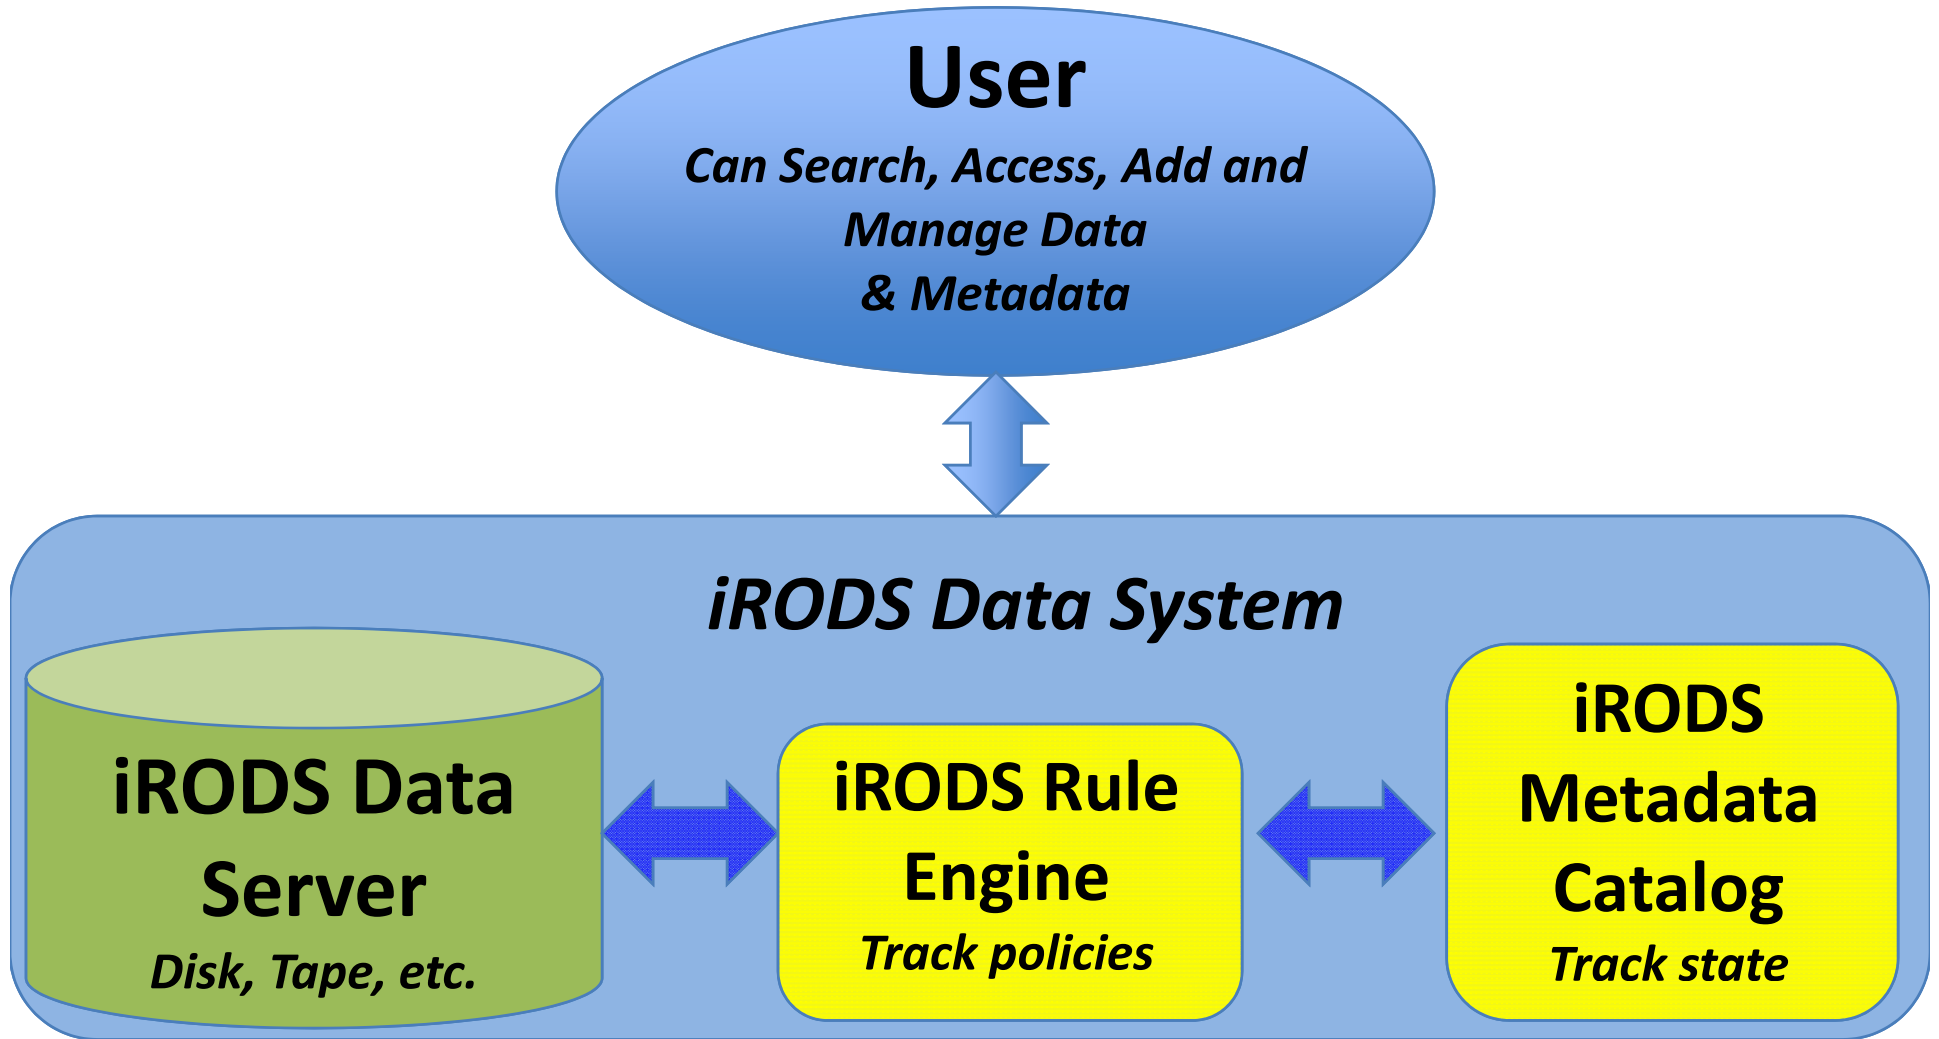 User
Can Search, Access, Add and
Manage Data
& Metadata
iRODS Data System
iRODS Data
Server
Disk, Tape, etc.
iRODS Rule
Engine
Track policies
iRODS
Metadata
Catalog
Track state